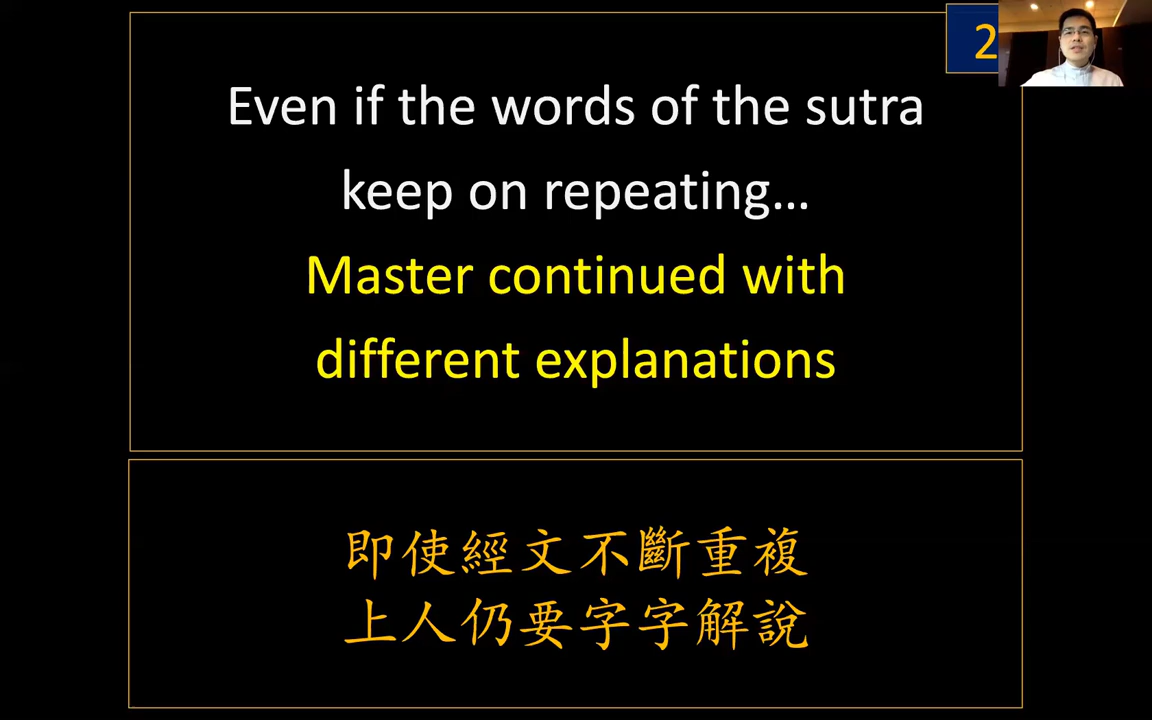 2
Even if the words of the sutra
keep on repeating...
Master continued with
different explanations
即使經文不斷重複
上人仍要字字解說